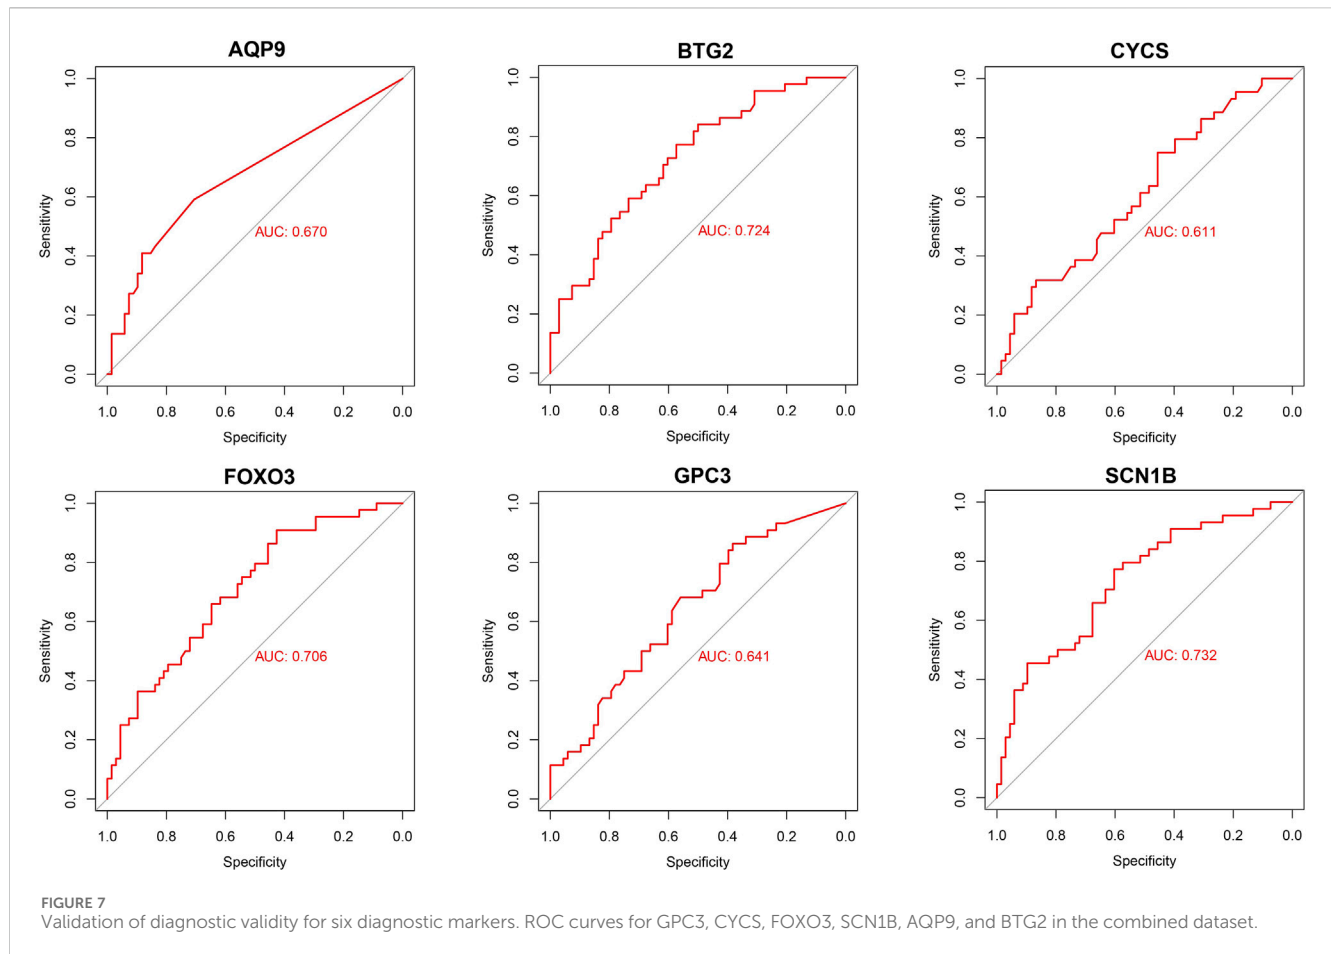 AQP9
1.0
0.8
0.6
0.4
0.2
0.0
Sensitivity
AUC: 0.670
1.0 0.8 0.6 0.4 0.2 0.0
Specificity
BTG2
1.0
0.8
0.6
0.4
0.2
0.0
Sensitivity
AUC: 0.724
1.0 0.8 0.6 0.4 0.2 0.0
Specificity
CYCS
1.0
0.8
0.6
0.4
0.2
0.0
Sensitivity
AUC: 0.611
1.0 0.8 0.6 0.4 0.2 0.0
Specificity
FOXO3
1.0
0.8
0.6
0.4
0.2
0.0
Sensitivity
AUC: 0.706
1.0 0.8 0.6 0.4 0.2 0.0
Specificity
GPC3
1.0
0.8
0.6
0.4
0.2
0.0
Sensitivity
AUC: 0.641
1.0 0.8 0.6 0.4 0.2 0.0
Specificity
SCN1B
1.0
0.8
0.6
0.4
0.2
0.0
Sensitivity
AUC: 0.732
1.0 0.8 0.6 0.4 0.2 0.0
Specificity
FIGURE 7
Validation of diagnostic validity for six diagnostic markers. ROC curves for GPC3, CYCS, FOXO3, SCN1B, AQP9, and BTG2 in the combined dataset.